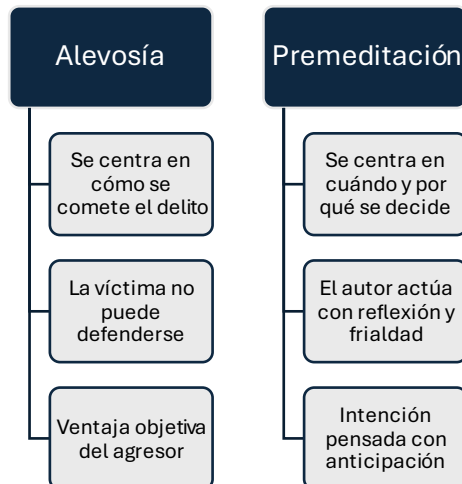 Alevosía
Se centra en
cómo se
comete el delito
La víctima no
puede
defenderse
Ventaja objetiva
del agresor
Premeditación
Se centra en
cuándo y por
qué se decide
El autor actúa
con reflexión y
frialdad
Intención
pensada con
anticipación